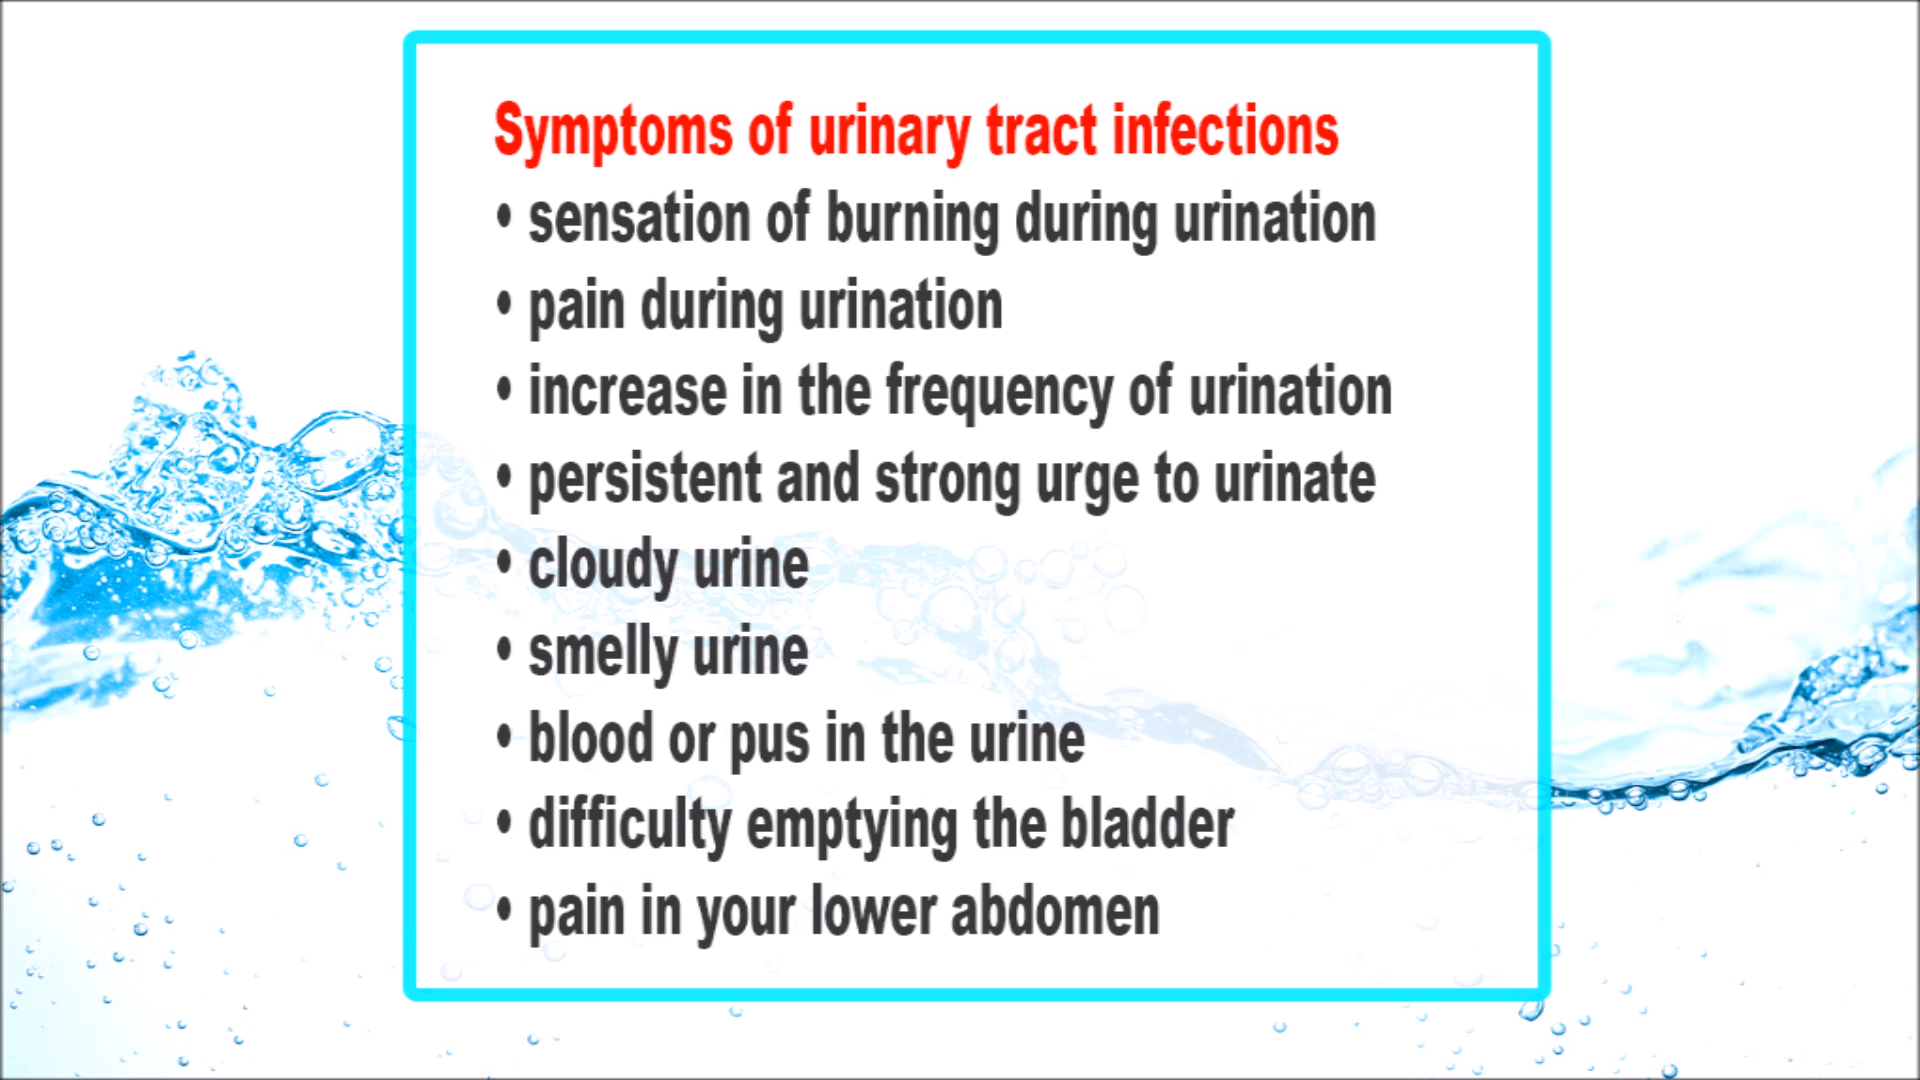 Symptoms of urinary tract infections
• sensation of burning during urination
• pain during urination
• increase in the frequency of urination
• persistent and strong urge to urinate
• cloudy urine
• smelly urine
• blood or pus in the urine
• difficulty emptying the bladder
• pain in your lower abdomen